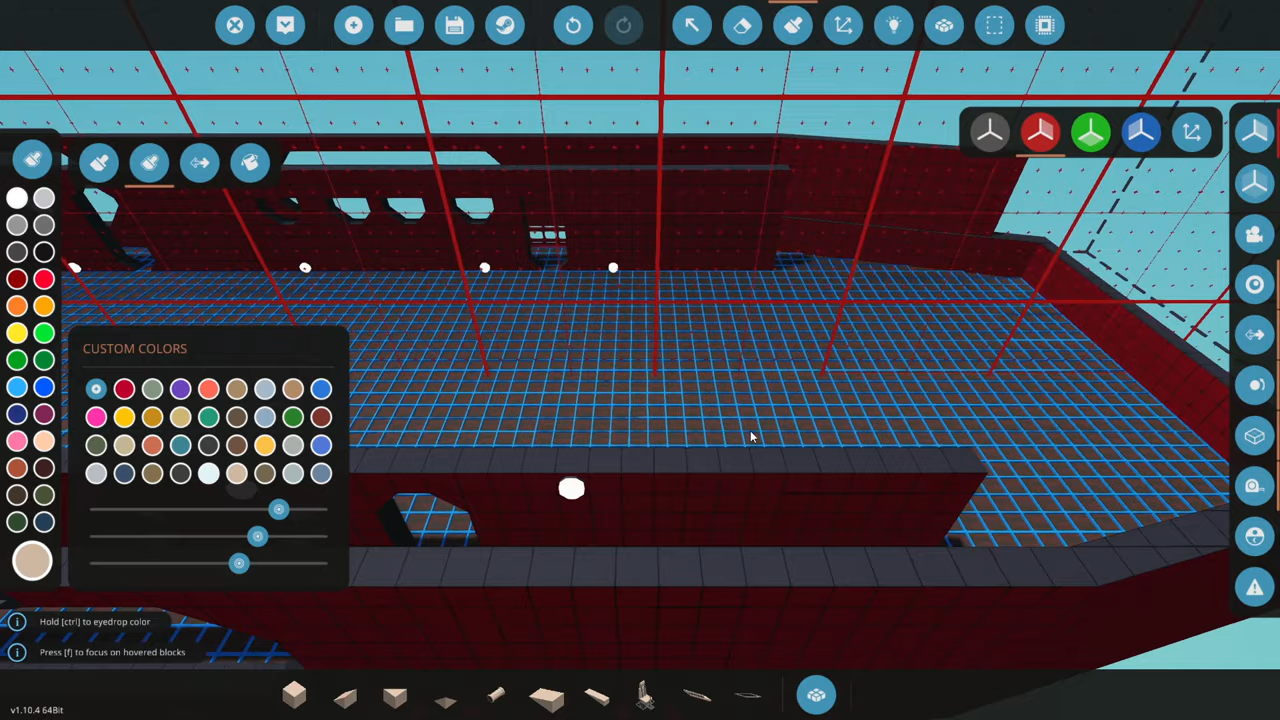 CUSTOM COLORS
Hold [ctrl] to eyedrop color
Press [f] to focus on hovered blocks
v1.10.4 64Bit